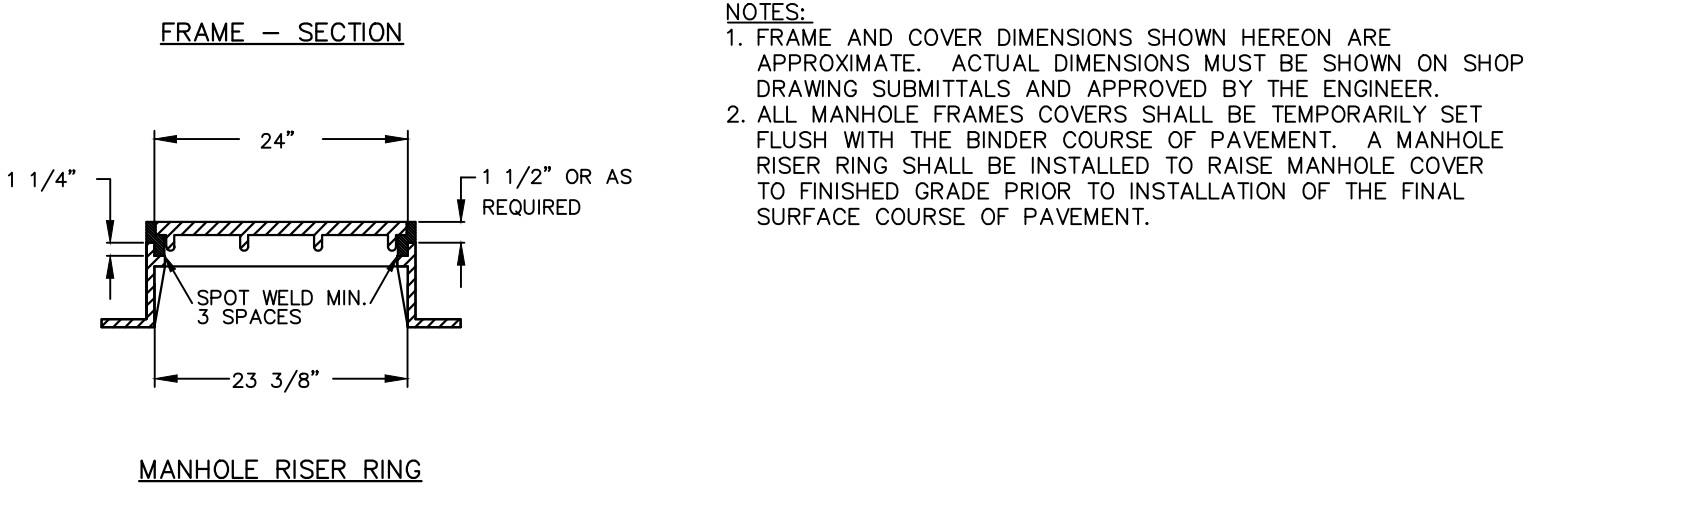 FRAME – SECTION
24"
1 1/4"
1 1/2" OR AS
REQUIRED
SPOT WELD MIN.
3 SPACES
23 3/8"
MANHOLE RISER RING
NOTES:
1. FRAME AND COVER DIMENSIONS SHOWN HEREON ARE
APPROXIMATE. ACTUAL DIMENSIONS MUST BE SHOWN ON SHOP
DRAWING SUBMITTALS AND APPROVED BY THE ENGINEER.
2. ALL MANHOLE FRAMES COVERS SHALL BE TEMPORARILY SET
FLUSH WITH THE BINDER COURSE OF PAVEMENT. A MANHOLE
RISER RING SHALL BE INSTALLED TO RAISE MANHOLE COVER
TO FINISHED GRADE PRIOR TO INSTALLATION OF THE FINAL
SURFACE COURSE OF PAVEMENT.